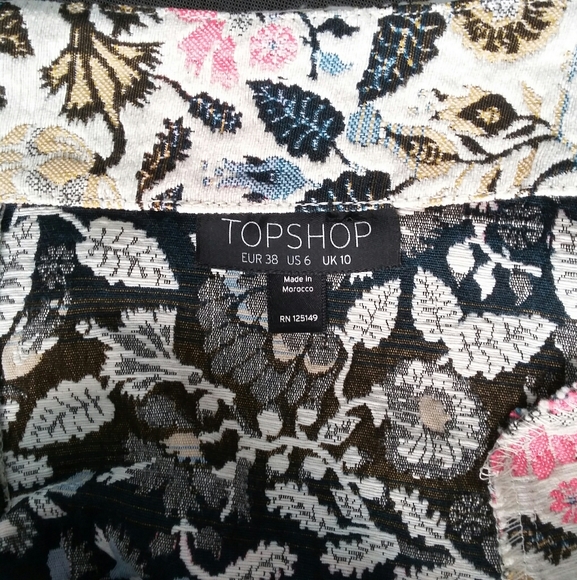 TOPSHOP
EUR 38 US 6 UK 10
Made in
Morocco
RN 125149